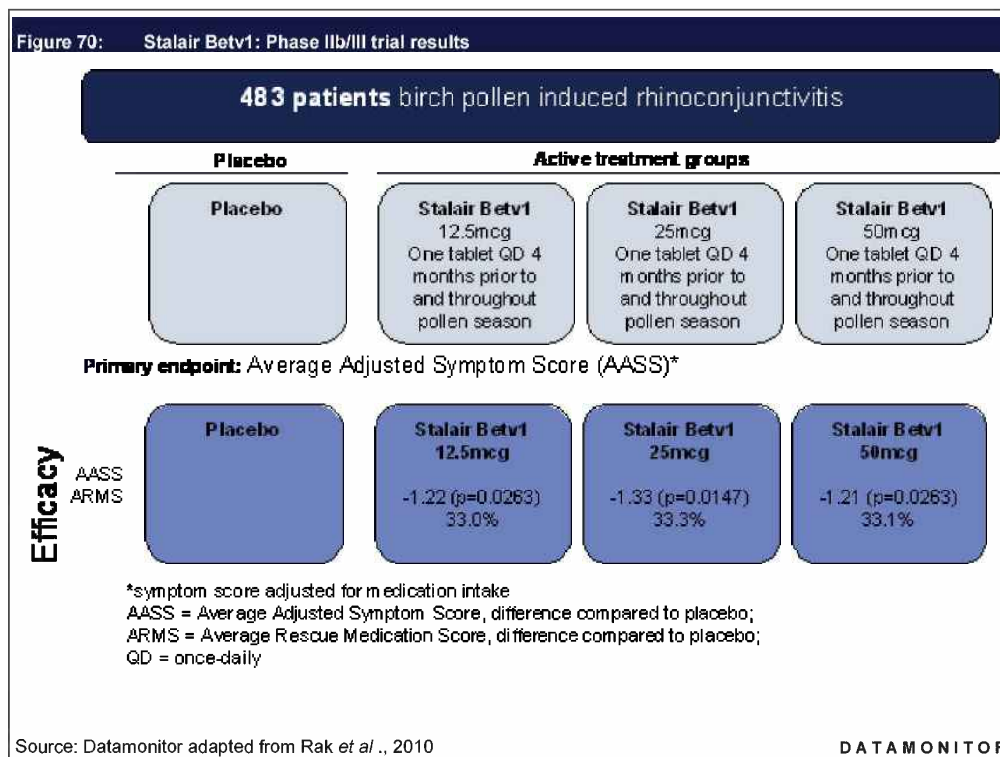 Figure 70: Stalair Betv1: Phase IIb/III trial results
483 patients birch pollen induced rhinoconjunctivitis
Placebo Active treatment groups
Placebo
Stalair Betv1
12.5mcg
One tablet QD 4
months prior to
and throughout
pollen season
Stalair Betv1
25mcg
One tablet QD 4
months prior to
and throughout
pollen season
Stalair Betv1
50mcg
One tablet QD 4
months prior to
and throughout
pollen season
Primary endpoint: Average Adjusted Symptom Score (AASS)*
Efficacy
AASS
ARMS
Placebo
Stalair Betv1
12.5mcg
-1.22 (p=0.0263)
33.0%
Stalair Betv1
25mcg
-1.33 (p=0.0147)
33.3%
Stalair Betv1
50mcg
-1.21 (p=0.0263)
33.1%
*symptom score adjusted for medication intake
AASS = Average Adjusted Symptom Score, difference compared to placebo;
ARMS = Average Rescue Medication Score, difference compared to placebo;
QD = once-daily
Source: Datamonitor adapted from Rak et al ., 2010
DATAMONITOR